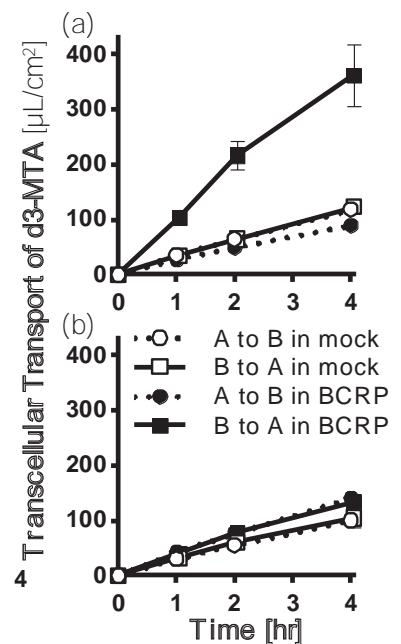 Transcellular Transport of d3-MTA [µL/cm²]
(a)
400
300
200
100
0
0 1 2 3 4
(b)
A to B in mock
B to A in mock
A to B in BCRP
B to A in BCRP
400
300
200
100
0
4
0 1 2 3 4
Time [hr]